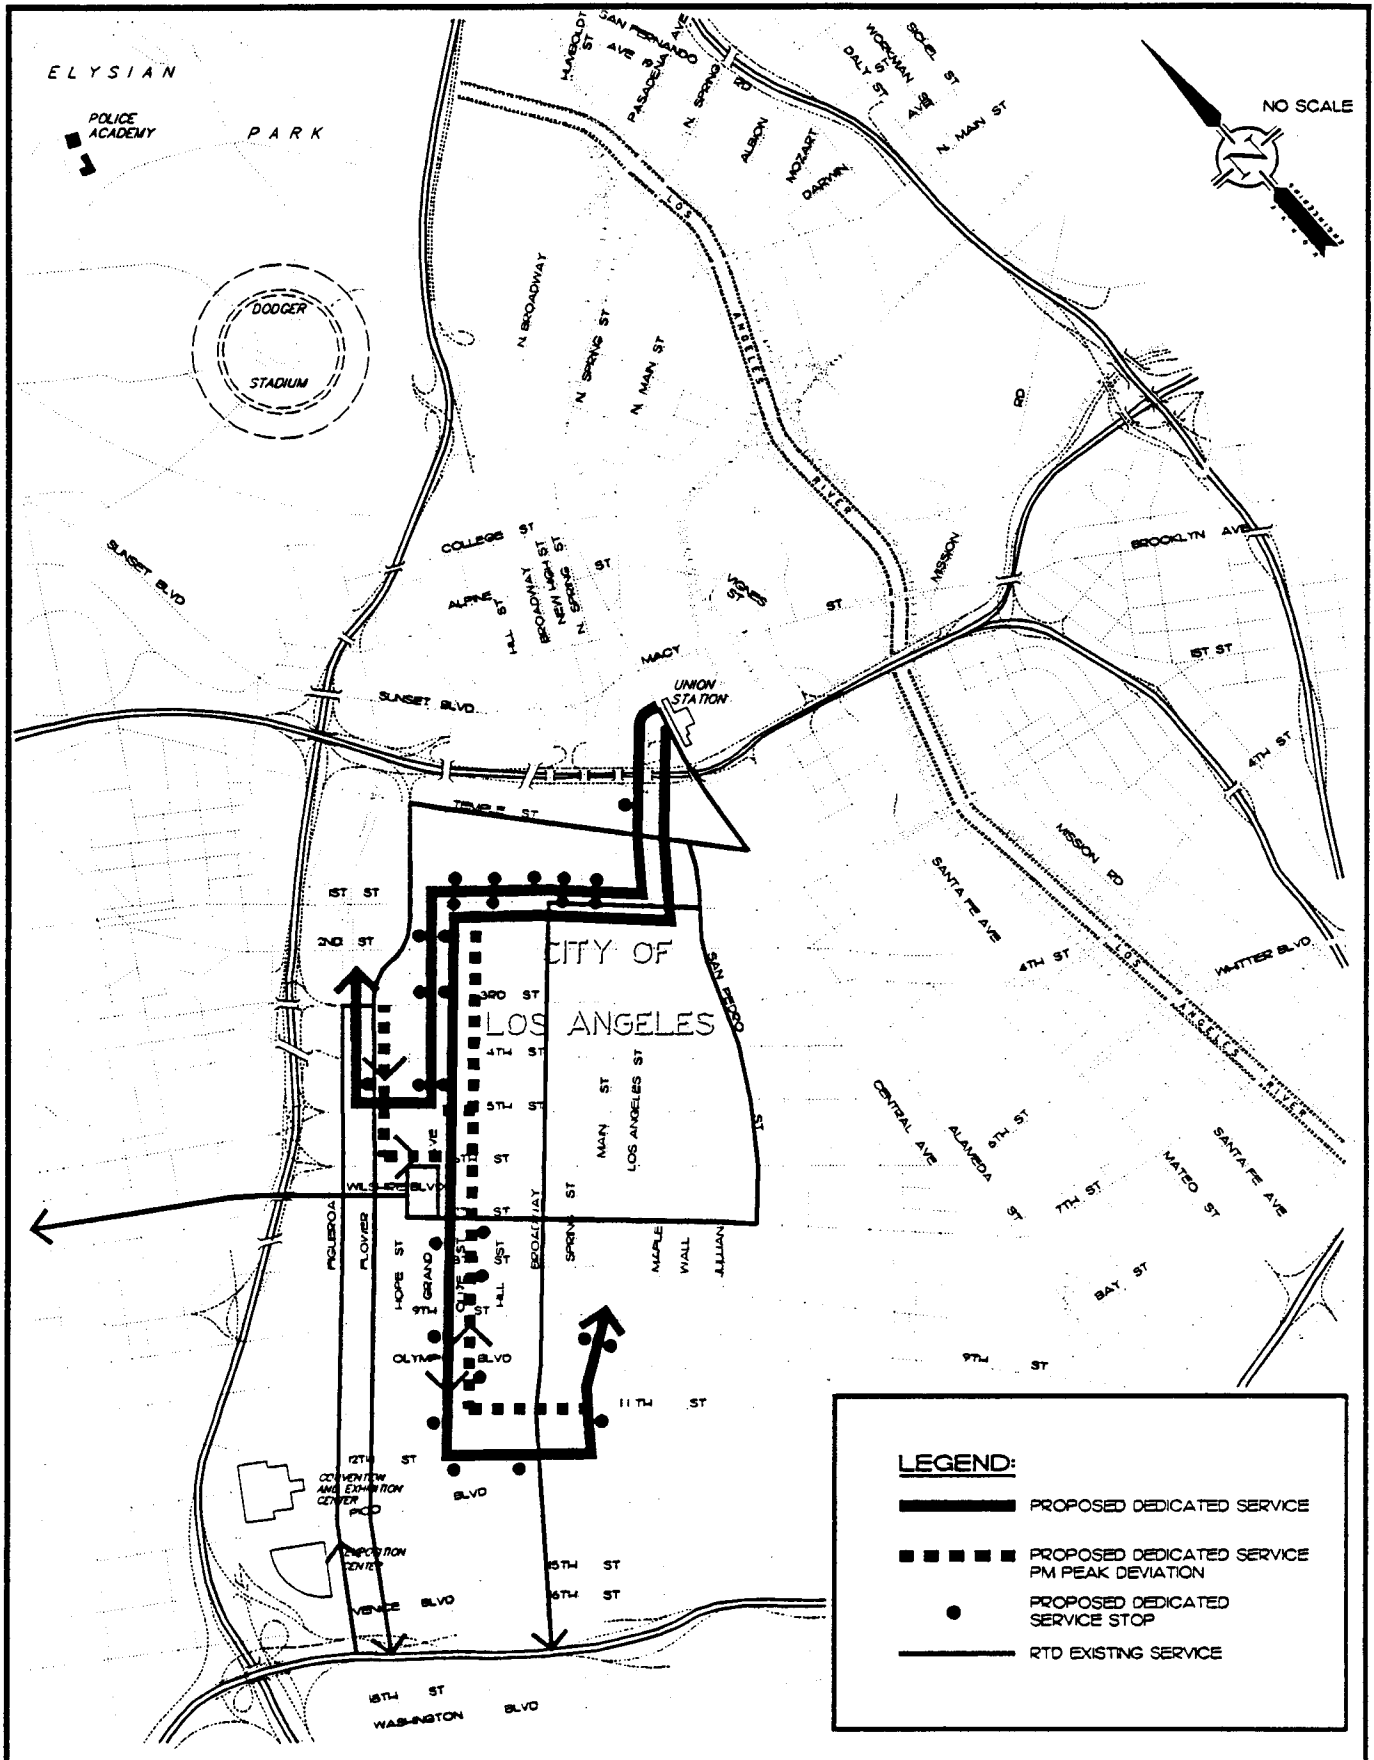 ELYSIAN
PARK
POLICE
ACADEMY
DODGER
STADIUM
HUMBOLDT
ST
AVE 19
SAN FERNANDO
RD
PASADENA AVE
N. SPRING
ALBION
MOZART
DARWIN
SICHEL ST
WORKMAN ST
DALY ST
AVE
N. MAIN ST
NO SCALE
N BROADWAY
N SPRING ST
N MAIN ST
LOS
ANGELES
RIVER
RD
MISSION
BROOKLYN AVE
1ST ST
4TH ST
SUNSET BLVD
COLLEGE ST
ALPINE
ST
HILL ST
BROADWAY
NEW HIGH ST
N. SPRING ST
VIGNES
ST
ST
MACY
UNION
STATION
SUNSET BLVD
TEMPLE ST
1ST ST
2ND ST
CITY OF
LOS ANGELES
3RD ST
4TH ST
5TH ST
6TH ST
ST
ST
WILSHIRE BLVD
SAN PEDRO
ST
MAIN ST
LOS ANGELES ST
FIGUEROA
FLOWER
HOPE ST
GRAND
AVE
OLIVE
ST
HILL
ST
BROADWAY
SPRING ST
MAPLE
WALL
JULIAN
9TH ST
OLYMPIC BLVD
11TH ST
12TH ST
CONVENTION
AND EXHIBITION
CENTER
PICO
BLVD
EXPOSITION
CENTER
VENICE BLVD
15TH ST
16TH ST
18TH ST
WASHINGTON BLVD
SANTA FE AVE
MISSION RD
4TH ST
WHITTIER BLVD
LOS
ANGELES
RIVER
CENTRAL AVE
ALAMEDA
ST
6TH ST
7TH ST
MATEO ST
SANTA FE AVE
BAY ST
9TH ST
LEGEND:
PROPOSED DEDICATED SERVICE
PROPOSED DEDICATED SERVICE
PM PEAK DEVIATION
PROPOSED DEDICATED
SERVICE STOP
RTD EXISTING SERVICE